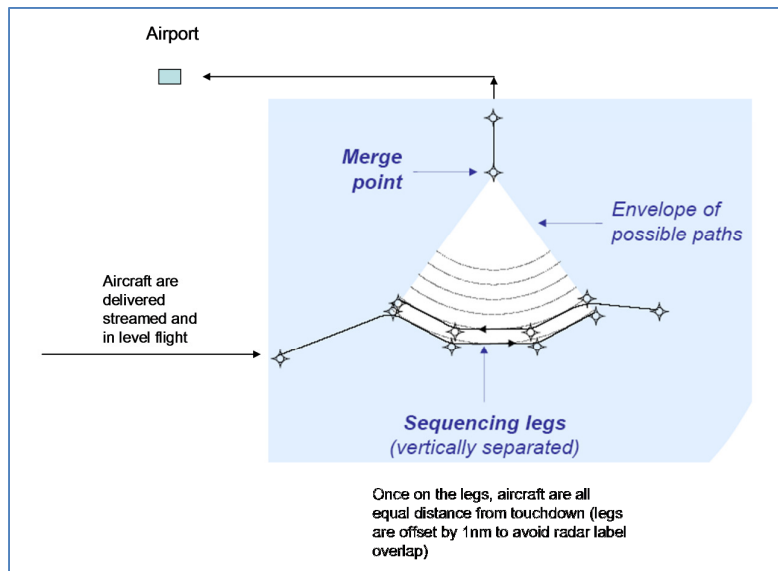 Airport
Merge
point
Envelope of
possible paths
Aircraft are
delivered
streamed and
in level flight
Sequencing legs
(vertically separated)
Once on the legs, aircraft are all
equal distance from touchdown (legs
are offset by 1nm to avoid radar label
overlap)